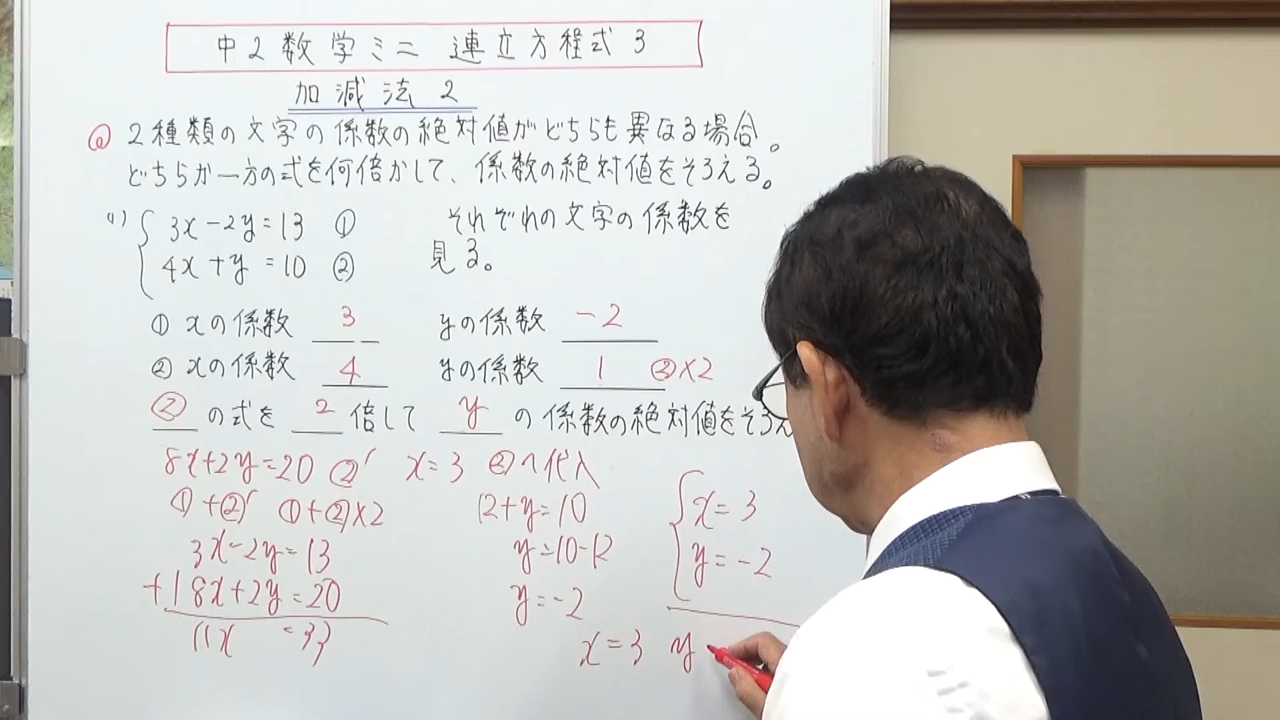 中2数学ミニ 連立方程式 3
加減法 2
◎ 2種類の文字の係数の絶対値がどちらも異なる場合。
どちらか一方の式を何倍かして、係数の絶対値をそろえる。
(1) 3x-2y=13 ①
4x+y=10 ②
それぞれの文字の係数を
見る。
① xの係数 3 yの係数 -2
② xの係数 4 yの係数 1 ②×2
② の式を 2 倍して y の係数の絶対値をそろえ
8x+2y=20 ②′
①+②′ ①+②×2
3x-2y=13
+) 8x+2y=20
11x =33
x=3 ②へ代入
12+y=10
y=10-12
y=-2
x=3
y=-2
x=3 y